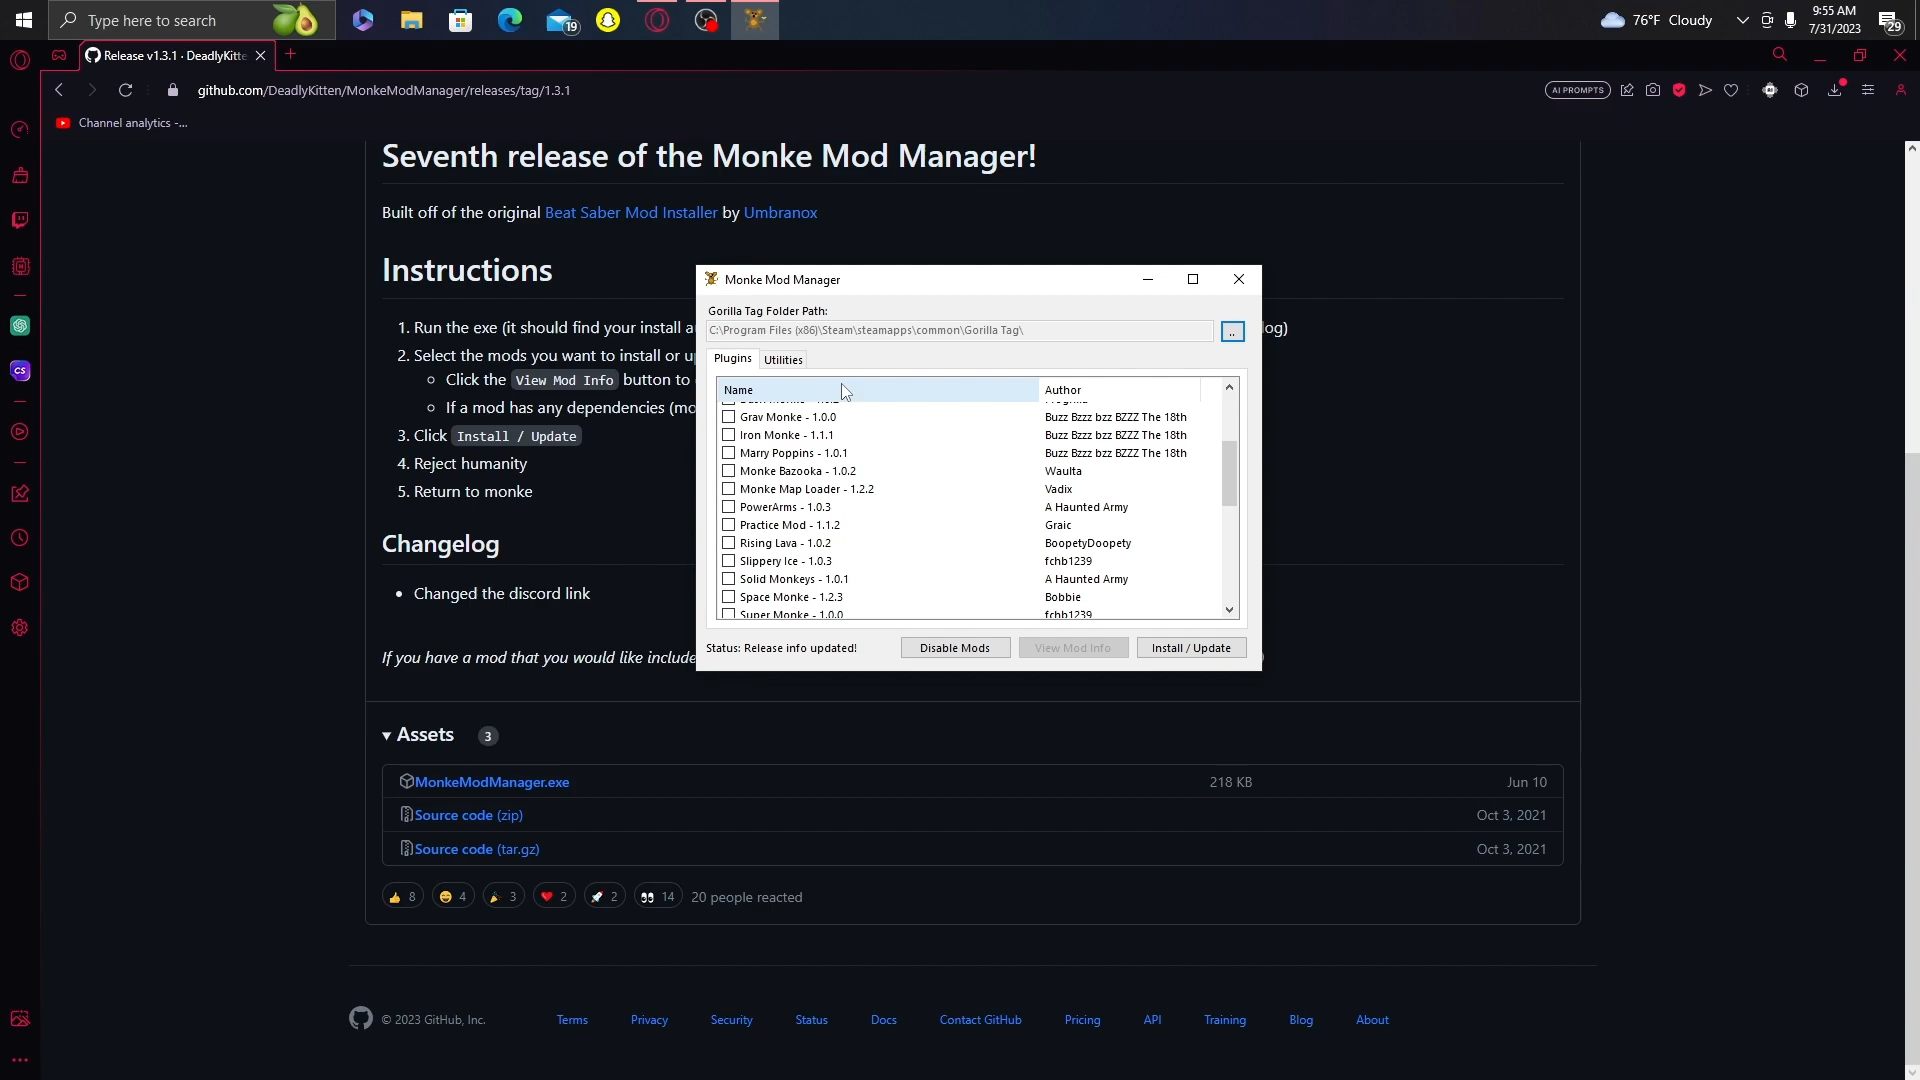 Type here to search
19
76°F Cloudy
9:55 AM
7/31/2023
29
Release v1.3.1 · DeadlyKitte
github.com/DeadlyKitten/MonkeModManager/releases/tag/1.3.1
AI PROMPTS
Channel analytics -...
CS
Seventh release of the Monke Mod Manager!
Built off of the original Beat Saber Mod Installer by Umbranox
Instructions
1. Run the exe (it should find your install au
log)
2. Select the mods you want to install or up
Click the View Mod Info button to
If a mod has any dependencies (mo
3. Click Install / Update
4. Reject humanity
5. Return to monke
Changelog
Changed the discord link
If you have a mod that you would like include
Monke Mod Manager
Gorilla Tag Folder Path:
C:\Program Files (x86)\Steam\steamapps\common\Gorilla Tag\
..
Plugins Utilities
Name Author
Grav Monke - 1.0.0 Buzz Bzzz bzz BZZZ The 18th
Iron Monke - 1.1.1 Buzz Bzzz bzz BZZZ The 18th
Marry Poppins - 1.0.1 Buzz Bzzz bzz BZZZ The 18th
Monke Bazooka - 1.0.2 Waulta
Monke Map Loader - 1.2.2 Vadix
PowerArms - 1.0.3 A Haunted Army
Practice Mod - 1.1.2 Graic
Rising Lava - 1.0.2 BoopetyDoopety
Slippery Ice - 1.0.3 fchb1239
Solid Monkeys - 1.0.1 A Haunted Army
Space Monke - 1.2.3 Bobbie
Super Monke - 1.0.0 fchb1239
Status: Release info updated! Disable Mods View Mod Info Install / Update
Assets 3
MonkeModManager.exe 218 KB Jun 10
Source code (zip) Oct 3, 2021
Source code (tar.gz) Oct 3, 2021
8 4 3 2 2 14 20 people reacted
© 2023 GitHub, Inc. Terms Privacy Security Status Docs Contact GitHub Pricing API Training Blog About